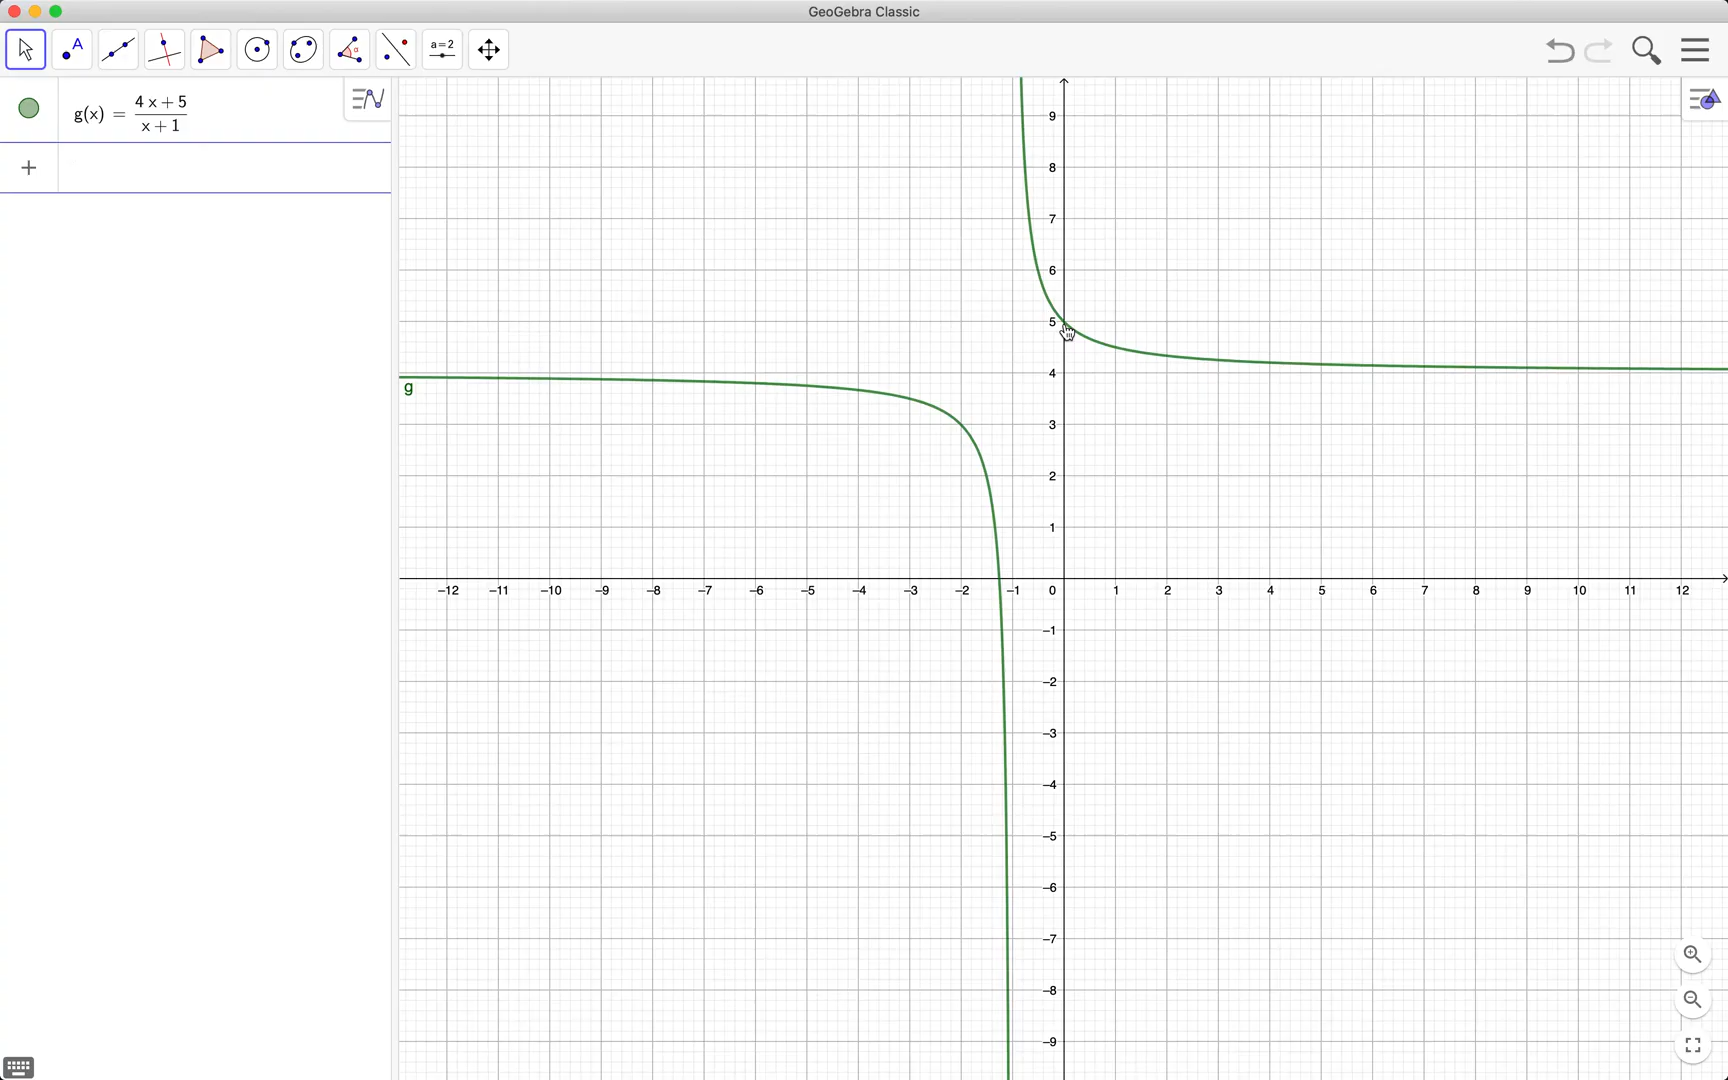 GeoGebra Classic
A
α
a=2
g(x) = (4 x + 5)/(x + 1)
+
g
9
8
7
6
5
4
3
2
1
–12 –11 –10 –9 –8 –7 –6 –5 –4 –3 –2 –1 0 1 2 3 4 5 6 7 8 9 10 11 12
–1
–2
–3
–4
–5
–6
–7
–8
–9